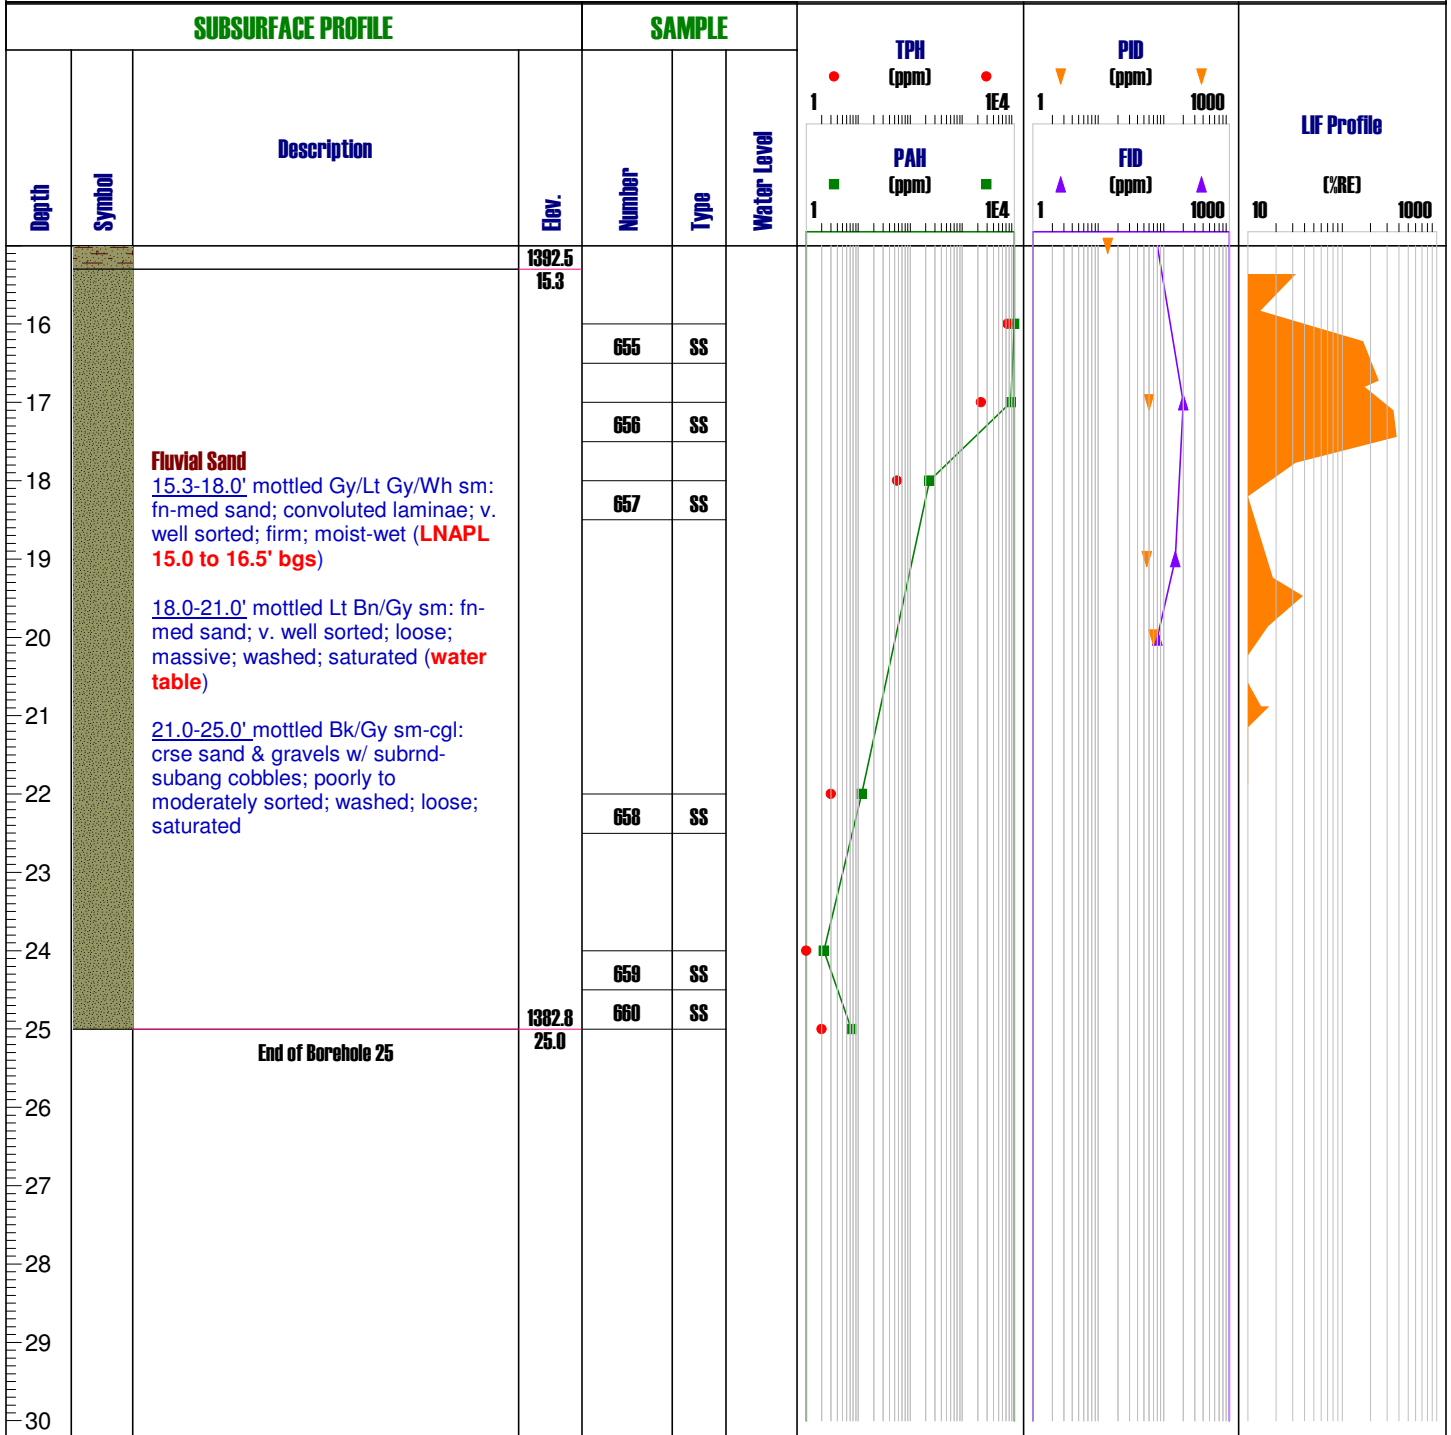 SUBSURFACE PROFILE
SAMPLE
Depth
Symbol
Description
Elev.
Number
Type
Water Level
TPH
(ppm)
1 1E4
PAH
(ppm)
1 1E4
PID
(ppm)
1 1000
FID
(ppm)
1 1000
LIF Profile
(%RE)
10 1000
1392.5
15.3
16
17
18
19
20
21
22
23
24
25
26
27
28
29
30
Fluvial Sand
15.3-18.0' mottled Gy/Lt Gy/Wh sm:
fn-med sand; convoluted laminae; v.
well sorted; firm; moist-wet (LNAPL
15.0 to 16.5' bgs)
18.0-21.0' mottled Lt Bn/Gy sm: fn-
med sand; v. well sorted; loose;
massive; washed; saturated (water
table)
21.0-25.0' mottled Bk/Gy sm-cgl:
crse sand & gravels w/ subrnd-
subang cobbles; poorly to
moderately sorted; washed; loose;
saturated
1382.8
25.0
End of Borehole 25
655 SS
656 SS
657 SS
658 SS
659 SS
660 SS